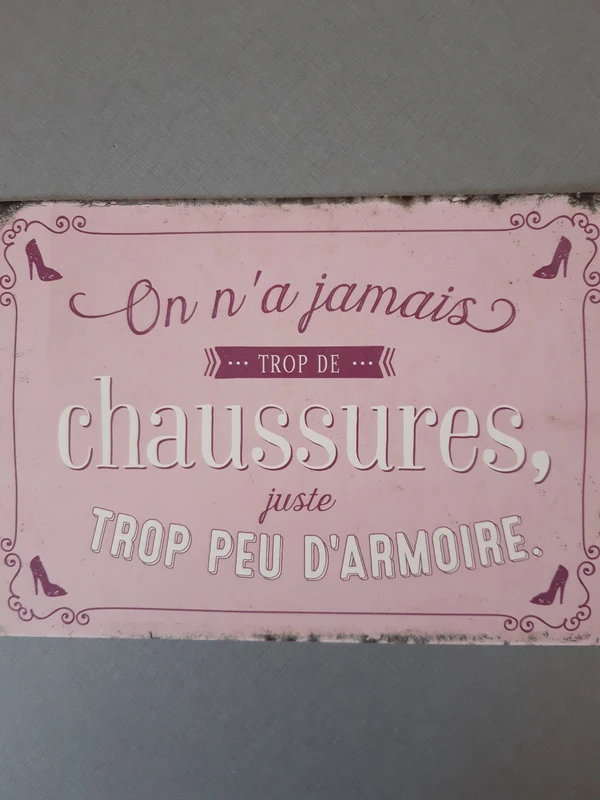 On n'a jamais
TROP DE
chaussures,
juste
TROP PEU D'ARMOIRE.